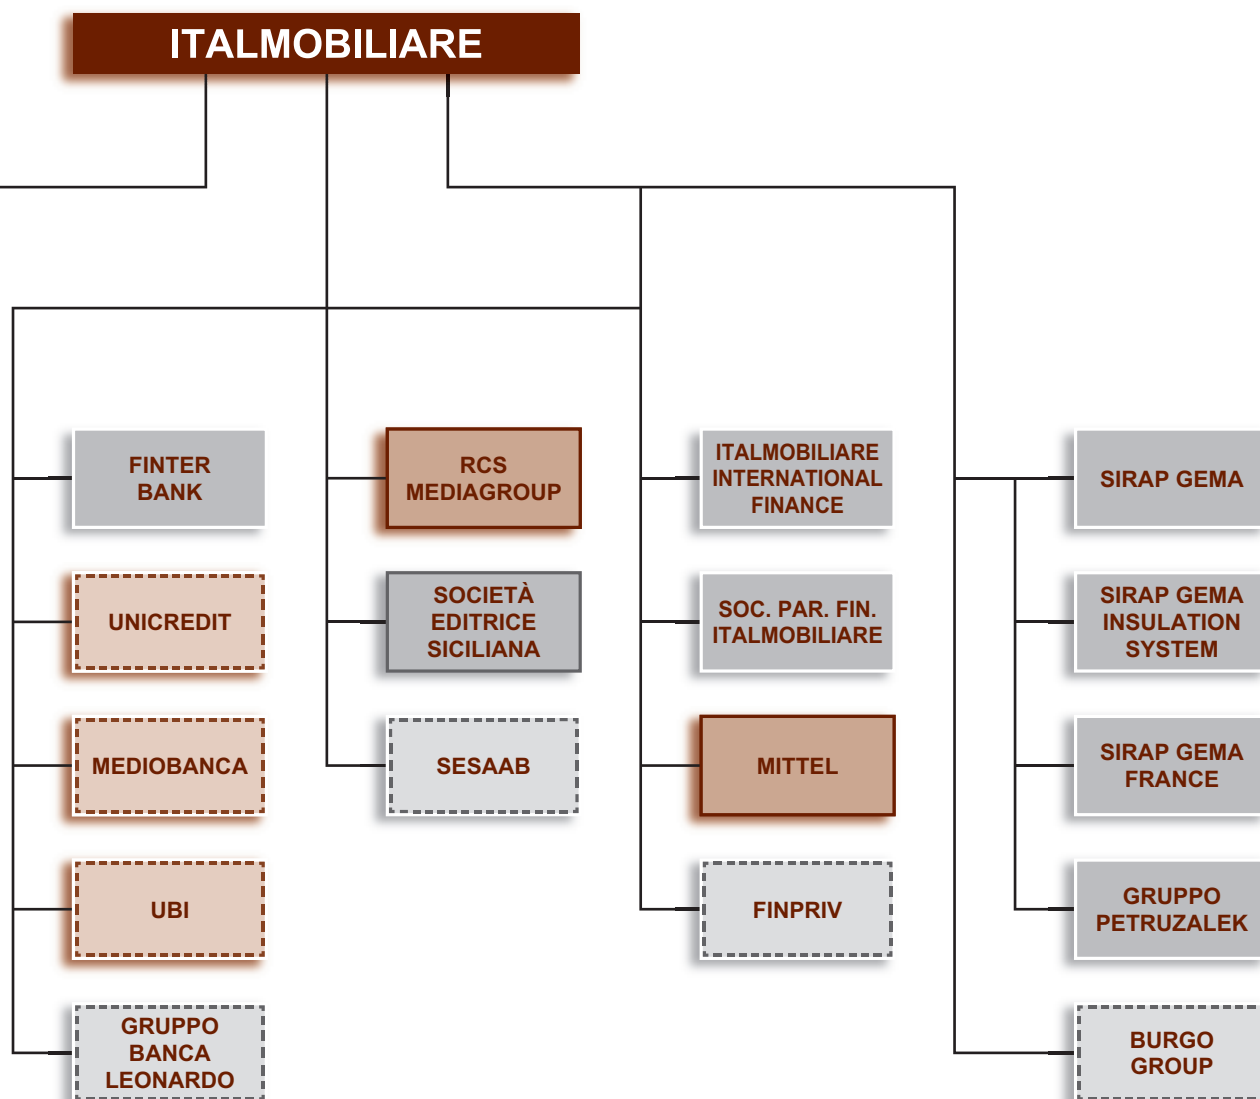 ITALMOBILIARE
FINTER
BANK
UNICREDIT
MEDIOBANCA
UBI
GRUPPO
BANCA
LEONARDO
RCS
MEDIAGROUP
SOCIETÀ
EDITRICE
SICILIANA
SESAAB
ITALMOBILIARE
INTERNATIONAL
FINANCE
SOC. PAR. FIN.
ITALMOBILIARE
MITTEL
FINPRIV
SIRAP GEMA
SIRAP GEMA
INSULATION
SYSTEM
SIRAP GEMA
FRANCE
GRUPPO
PETRUZALEK
BURGO
GROUP